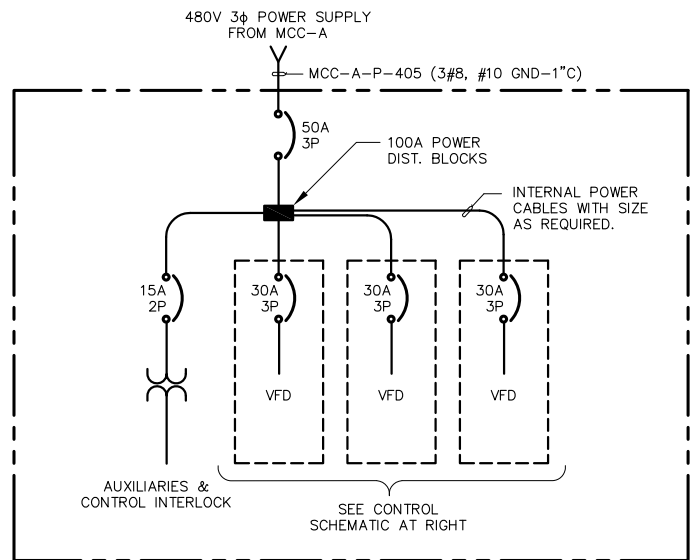 480V 3ϕ POWER SUPPLY
FROM MCC-A
MCC-A-P-405 (3#8, #10 GND-1"C)
50A
3P
100A POWER
DIST. BLOCKS
INTERNAL POWER
CABLES WITH SIZE
AS REQUIRED.
15A
2P
30A
3P
30A
3P
30A
3P
VFD
VFD
VFD
AUXILIARIES &
CONTROL INTERLOCK
SEE CONTROL
SCHEMATIC AT RIGHT